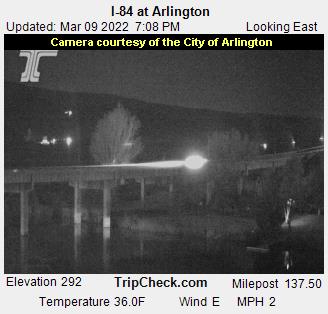 I-84 at Arlington
Updated: Mar 09 2022 7:08 PM Looking East
Camera courtesy of the City of Arlington
Elevation 292 TripCheck.com Milepost 137.50
Temperature 36.0F Wind E MPH 2